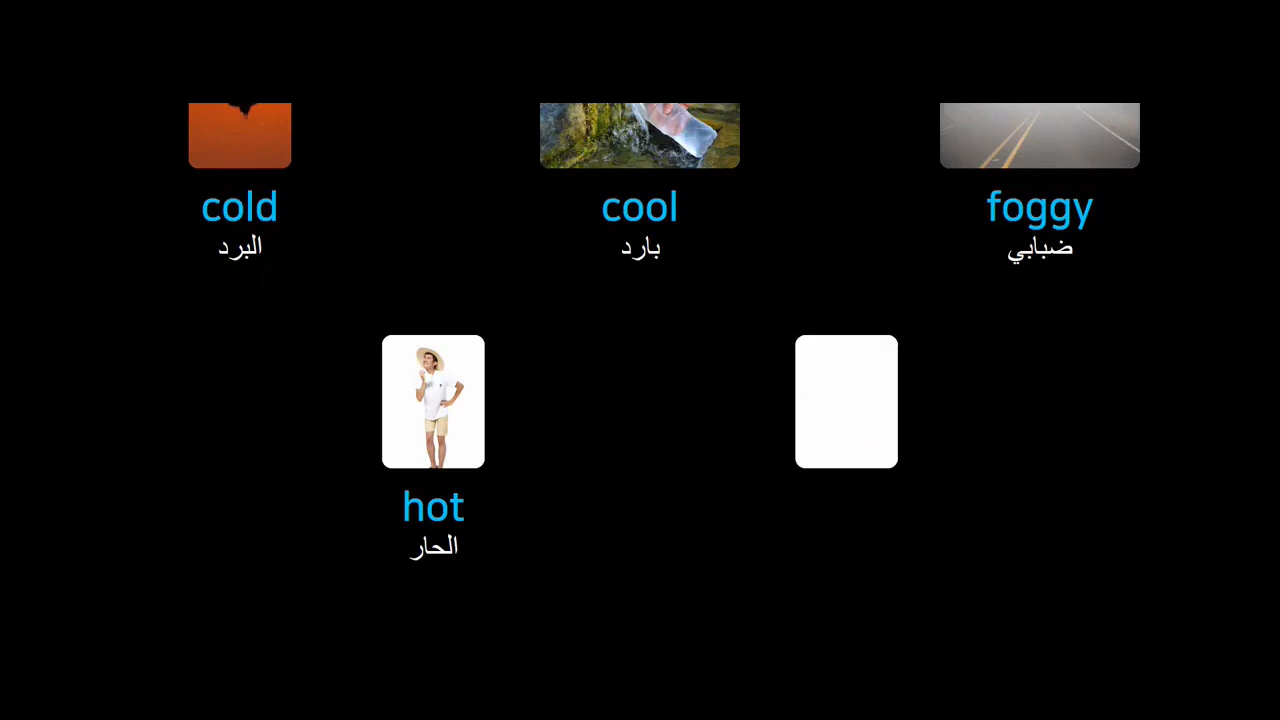 cold
البرد
cool
بارد
foggy
ضبابي
hot
الحار